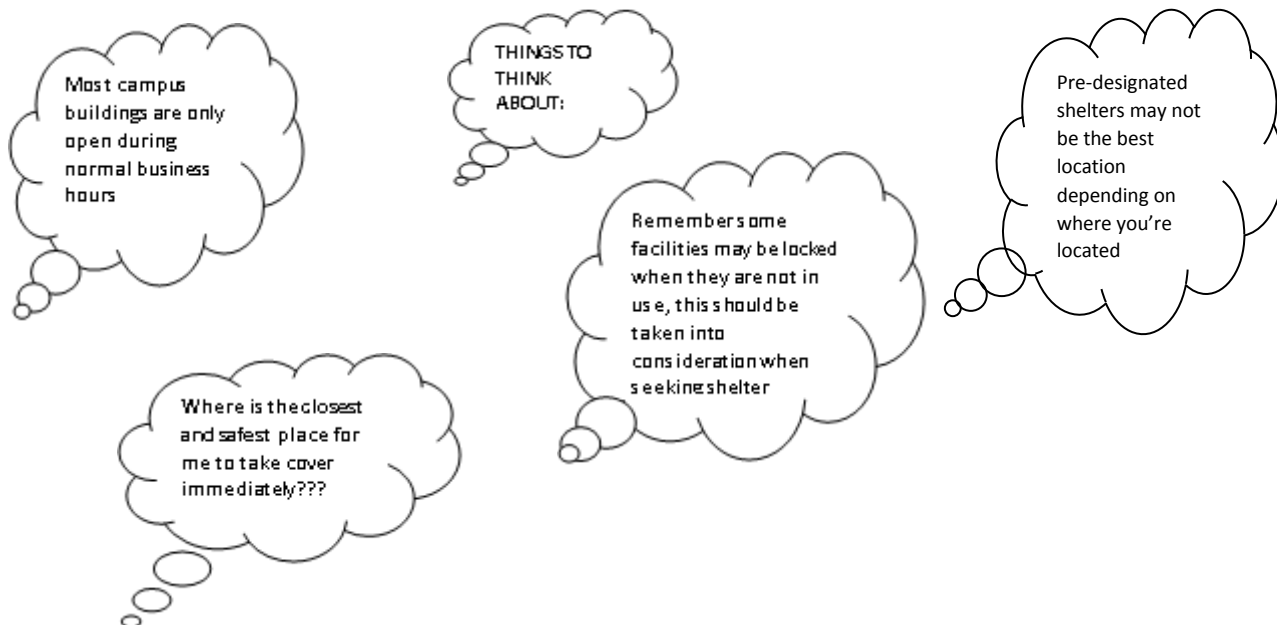 THINGS TO
THINK
ABOUT:
Most campus
buildings are only
open during
normal business
hours
Pre-designated
shelters may not
be the best
location
depending on
where you’re
located
Remember some
facilities may be locked
when they are not in
use, this should be
taken into
consideration when
seeking shelter
Where is the closest
and safest place for
me to take cover
immediately???